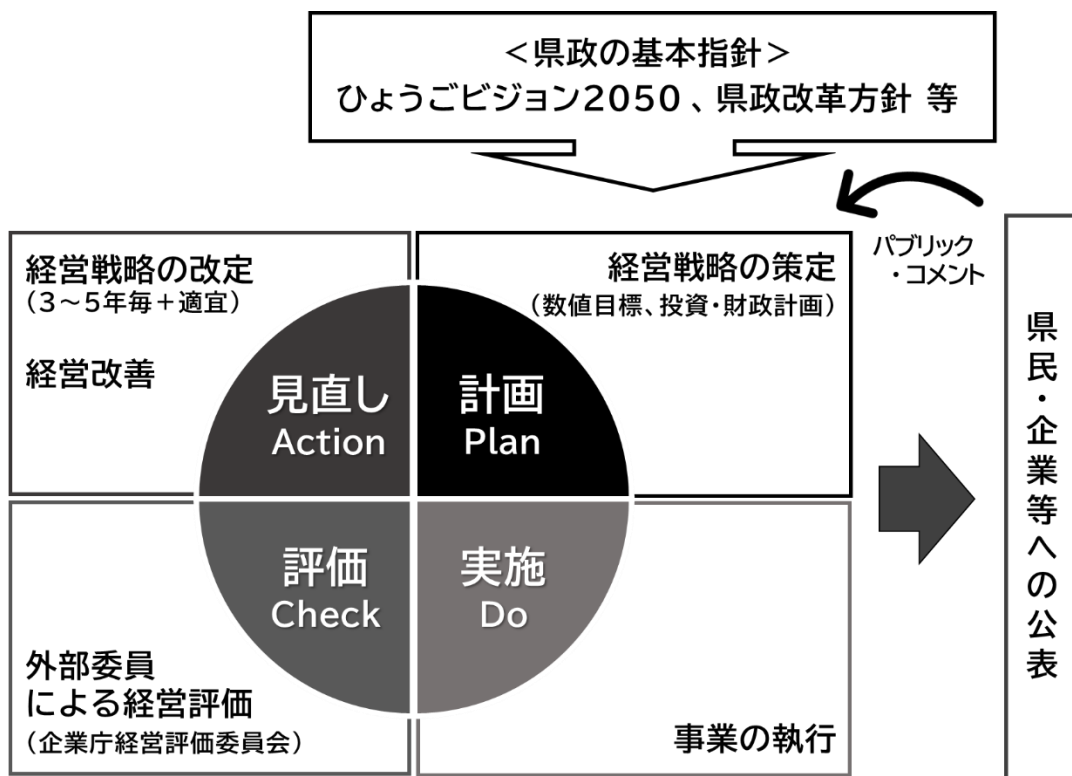 ＜県政の基本指針＞
ひょうごビジョン2050 、県政改革方針 等
パブリック
・コメント
経営戦略の改定
（３～５年毎＋適宜）
経営改善
経営戦略の策定
（数値目標、投資・財政計画）
見直し
Action
計画
Plan
評価
Check
実施
Do
外部委員
による経営評価
（企業庁経営評価委員会）
事業の執行
県民・企業等への公表